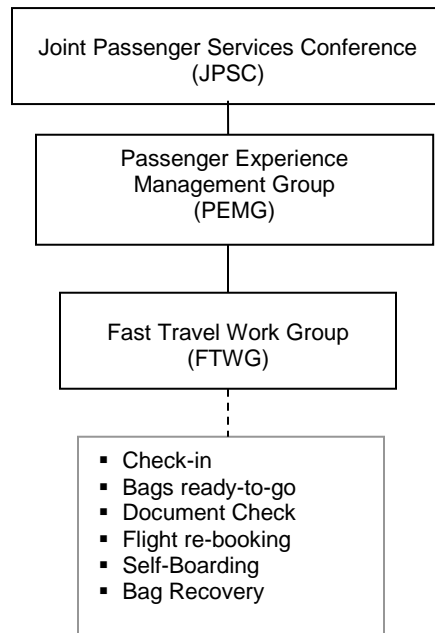 Joint Passenger Services Conference
(JPSC)
Passenger Experience
Management Group
(PEMG)
Fast Travel Work Group
(FTWG)
▪ Check-in
▪ Bags ready-to-go
▪ Document Check
▪ Flight re-booking
▪ Self-Boarding
▪ Bag Recovery